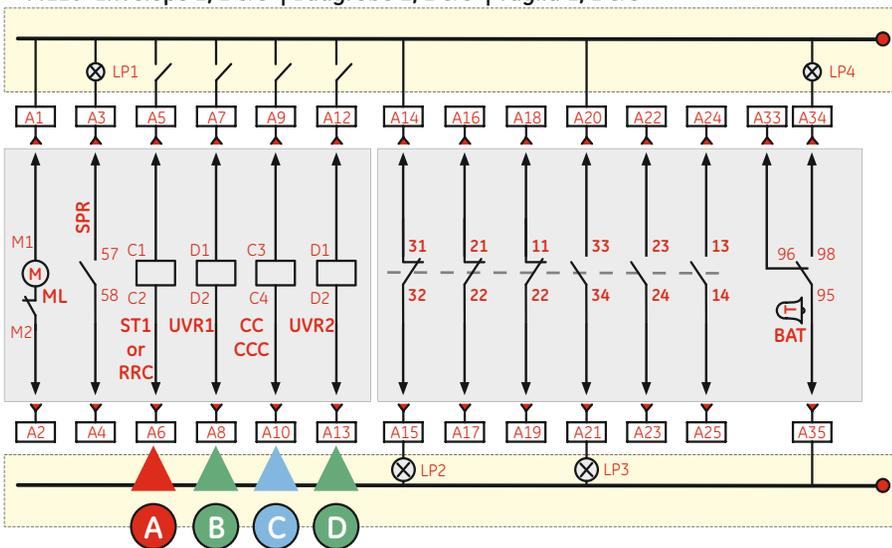 LP1
LP4
A1 A3 A5 A7 A9 A12 A14 A16 A18 A20 A22 A24 A33 A34
SPR
M1 57 C1 D1 C3 D1 31 21 11 33 23 13 96 98
M
ML 58 C2 D2 C4 D2 32 22 22 34 24 14 95
M2
T
ST1 UVR1 CC UVR2 BAT
or CCC
RRC
A2 A4 A6 A8 A10 A13 A15 A17 A19 A21 A23 A25 A35
LP2 LP3
A B C D